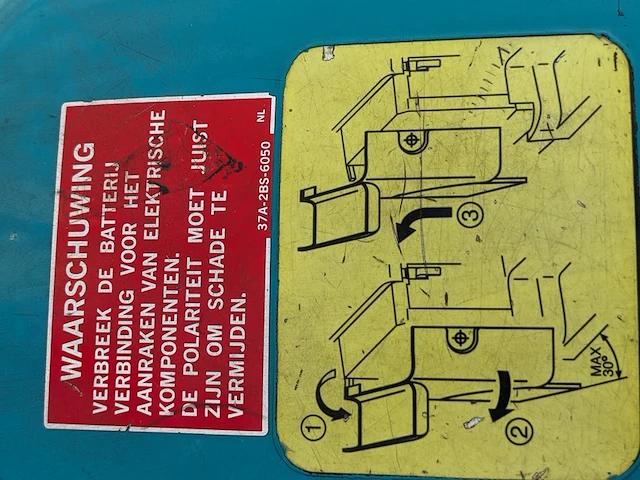 WAARSCHUWING
VERBREEK DE BATTERIJ
VERBINDING VOOR HET
AANRAKEN VAN ELEKTRISCHE
KOMPONENTEN.
DE POLARITEIT MOET JUIST
ZIJN OM SCHADE TE
VERMIJDEN.
37A-2BS-6050 NL
3
1
2
MAX
30°